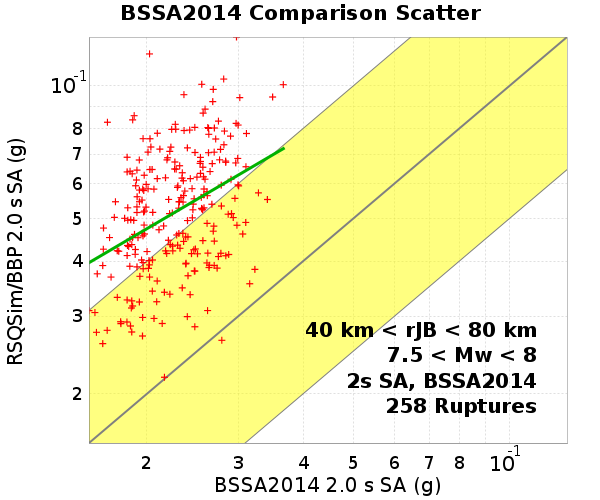 BSSA2014 Comparison Scatter
RSQSim/BBP 2.0 s SA (g)
10-1
8
7
6
5
4
3
2
40 km < rJB < 80 km
7.5 < Mw < 8
2s SA, BSSA2014
258 Ruptures
2 3 4 5 6 7 8 10-1
BSSA2014 2.0 s SA (g)